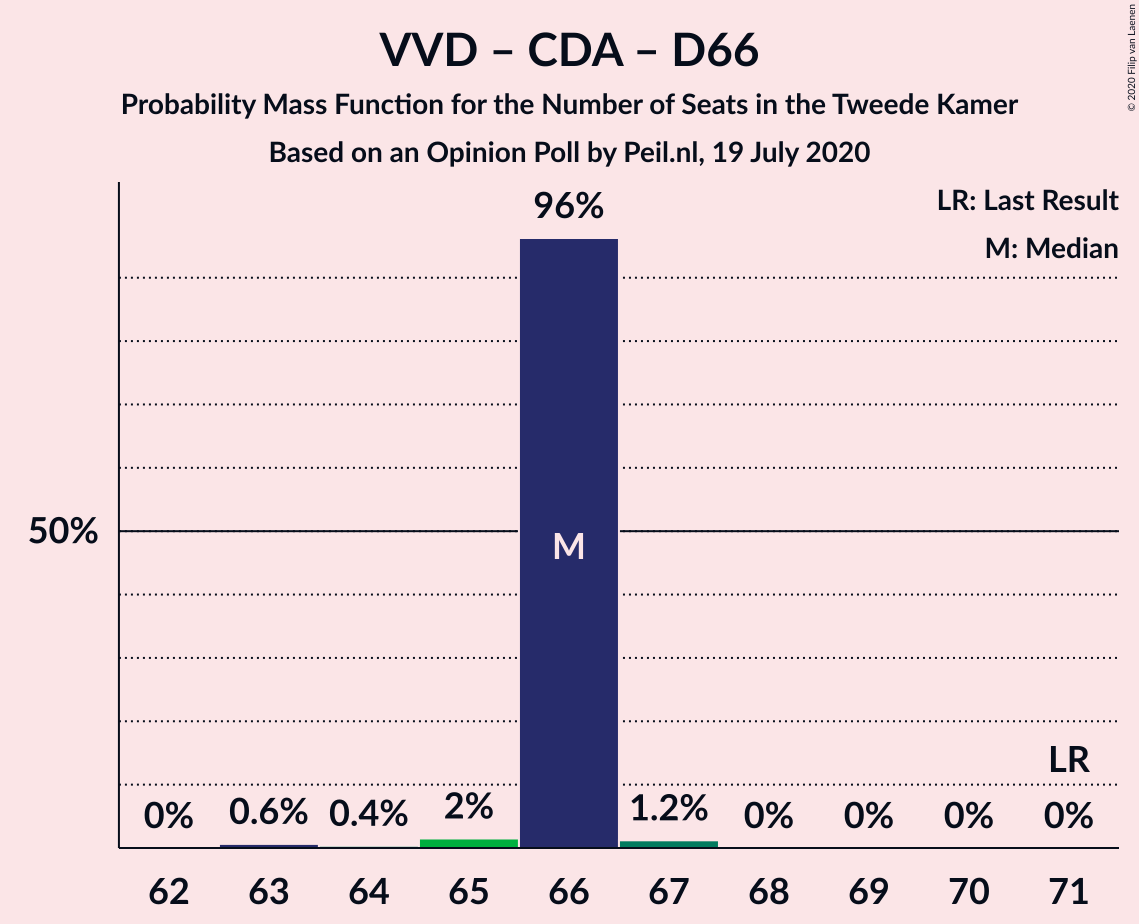 VVD – CDA – D66
Probability Mass Function for the Number of Seats in the Tweede Kamer
Based on an Opinion Poll by Peil.nl, 19 July 2020
© 2020 Filip van Laenen
LR: Last Result
M: Median
96%
50%
M
LR
0% 0.6% 0.4% 2% 1.2% 0% 0% 0% 0%
62 63 64 65 66 67 68 69 70 71